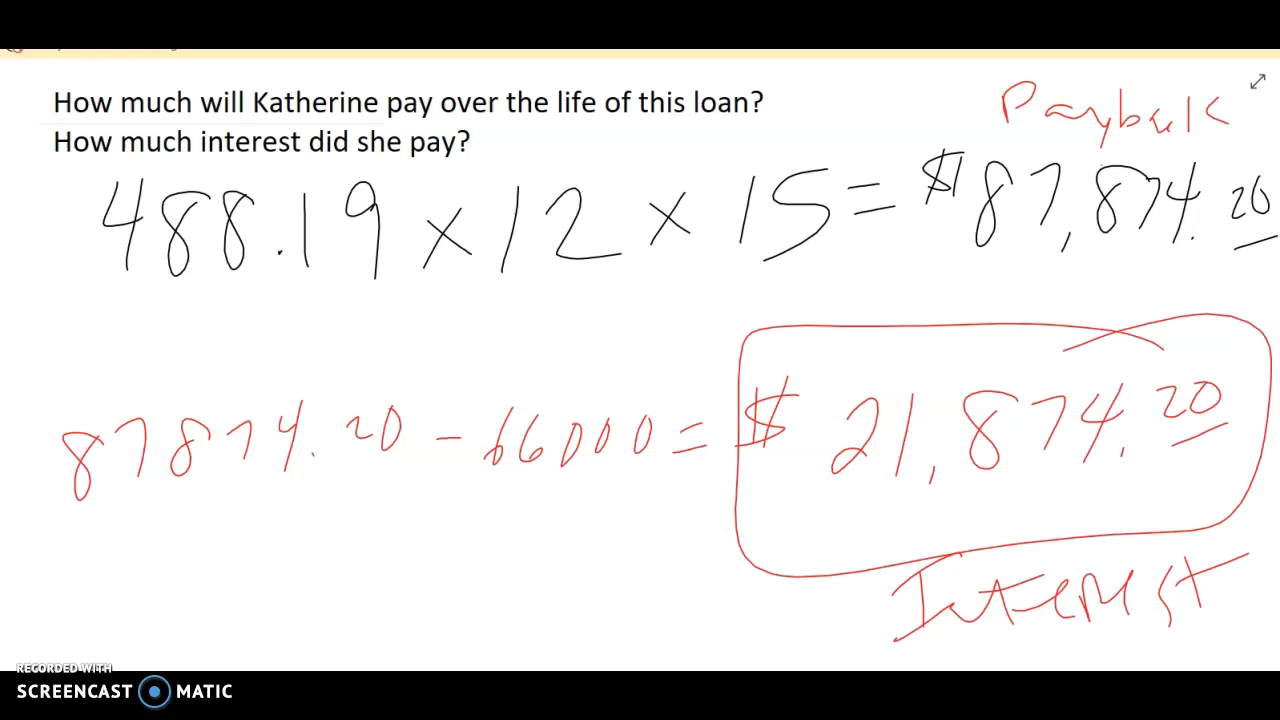 How much will Katherine pay over the life of this loan?
How much interest did she pay?
Payback
488.19 x 12 x 15 = $87,874.20
87874.20 - 66000 = $21,874.20
Interest
RECORDED WITH
SCREENCAST MATIC